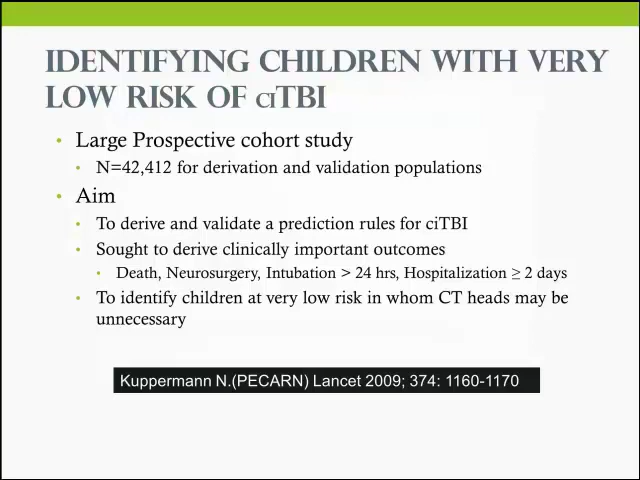 IDENTIFYING CHILDREN WITH VERY
LOW RISK OF CITBI
• Large Prospective cohort study
• N=42,412 for derivation and validation populations
• Aim
• To derive and validate a prediction rules for ciTBI
• Sought to derive clinically important outcomes
• Death, Neurosurgery, Intubation > 24 hrs, Hospitalization ≥ 2 days
• To identify children at very low risk in whom CT heads may be
unnecessary
Kuppermann N.(PECARN) Lancet 2009; 374: 1160-1170